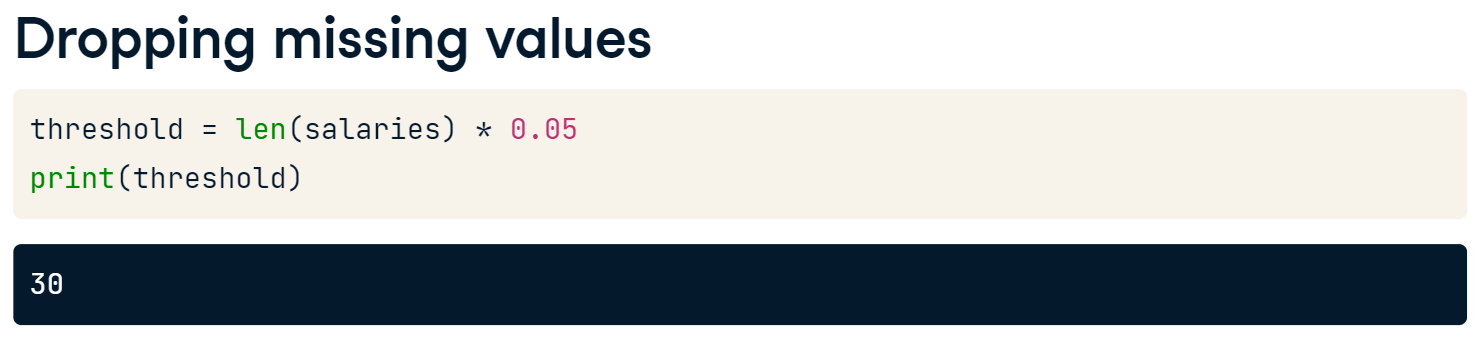 Dropping missing values
threshold = len(salaries) * 0.05
print(threshold)
30